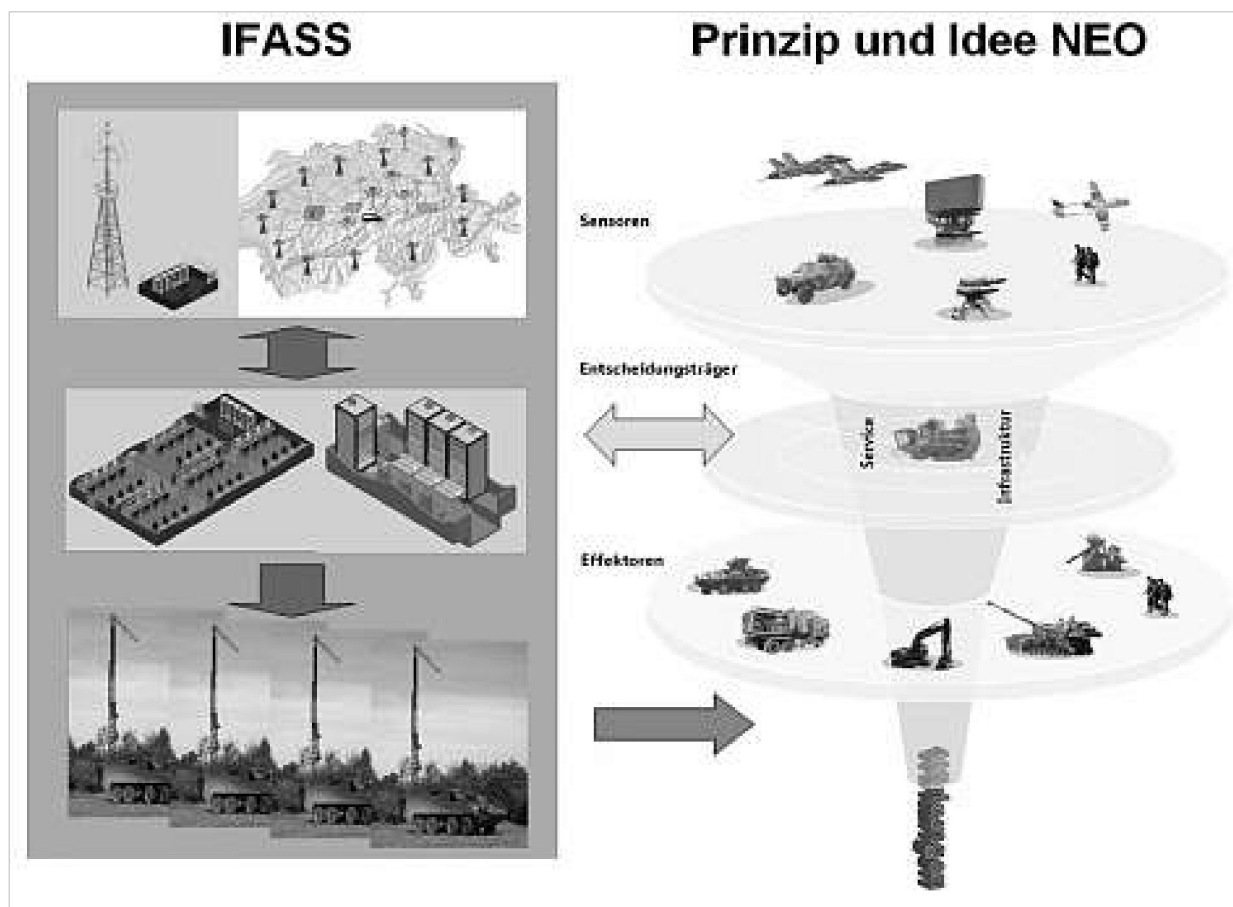 IFASS
Prinzip und Idee NEO
Sensoren
Entscheidungsträger
Service
Infrastruktur
Effektoren